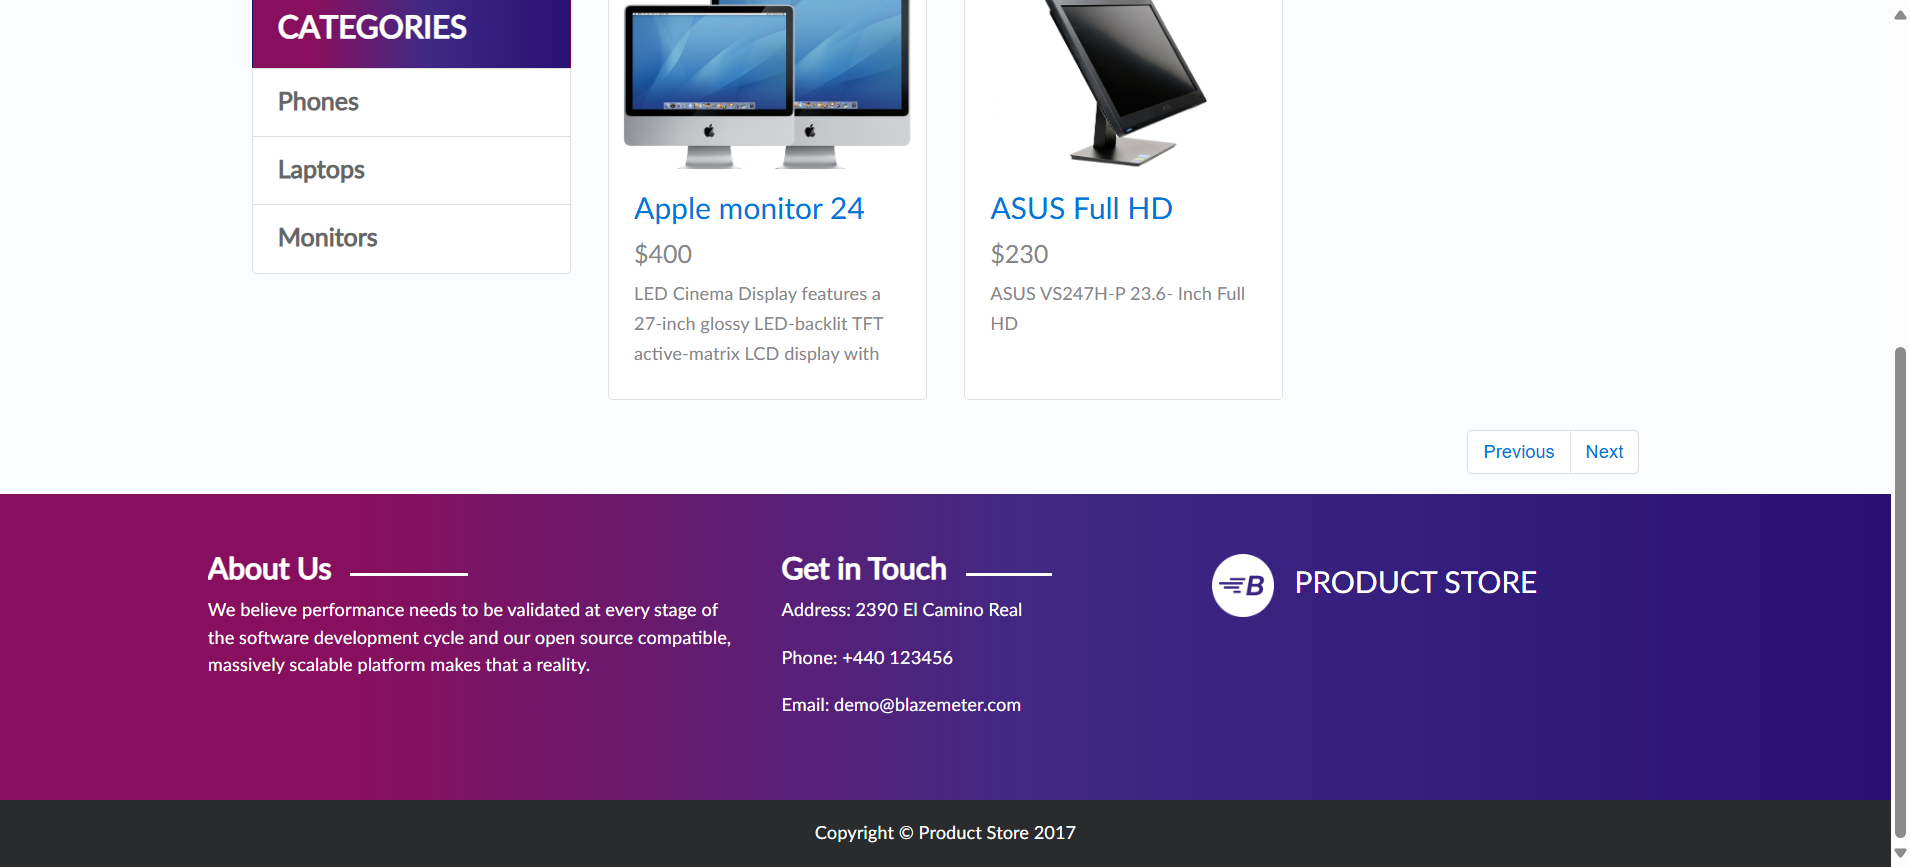 CATEGORIES
Phones
Laptops
Monitors
Apple monitor 24
$400
LED Cinema Display features a
27-inch glossy LED-backlit TFT
active-matrix LCD display with
ASUS Full HD
$230
ASUS VS247H-P 23.6- Inch Full
HD
Previous
Next
About Us
We believe performance needs to be validated at every stage of
the software development cycle and our open source compatible,
massively scalable platform makes that a reality.
Get in Touch
Address: 2390 El Camino Real
Phone: +440 123456
Email: demo@blazemeter.com
B
PRODUCT STORE
Copyright © Product Store 2017